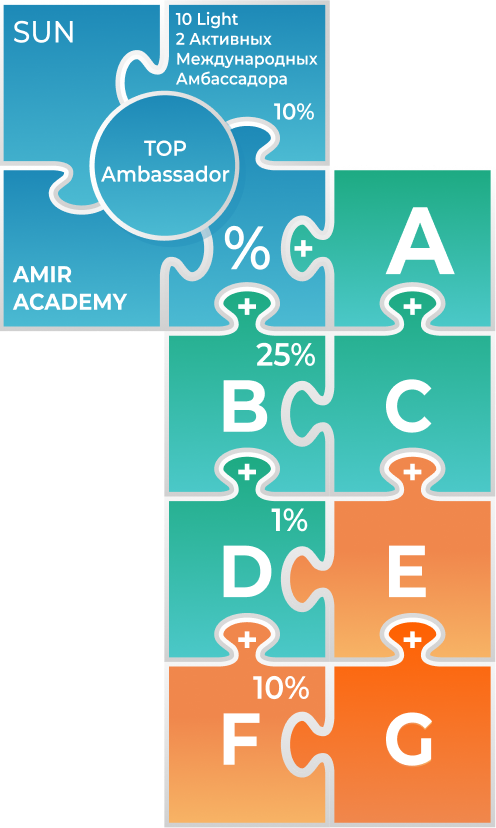 SUN
10 Light
2 Активных
Международных
Амбассадора
10%
TOP
Ambassador
AMIR
ACADEMY
%
+
A
+
+
25%
B
C
+
+
1%
D
E
+
+
10%
F
G